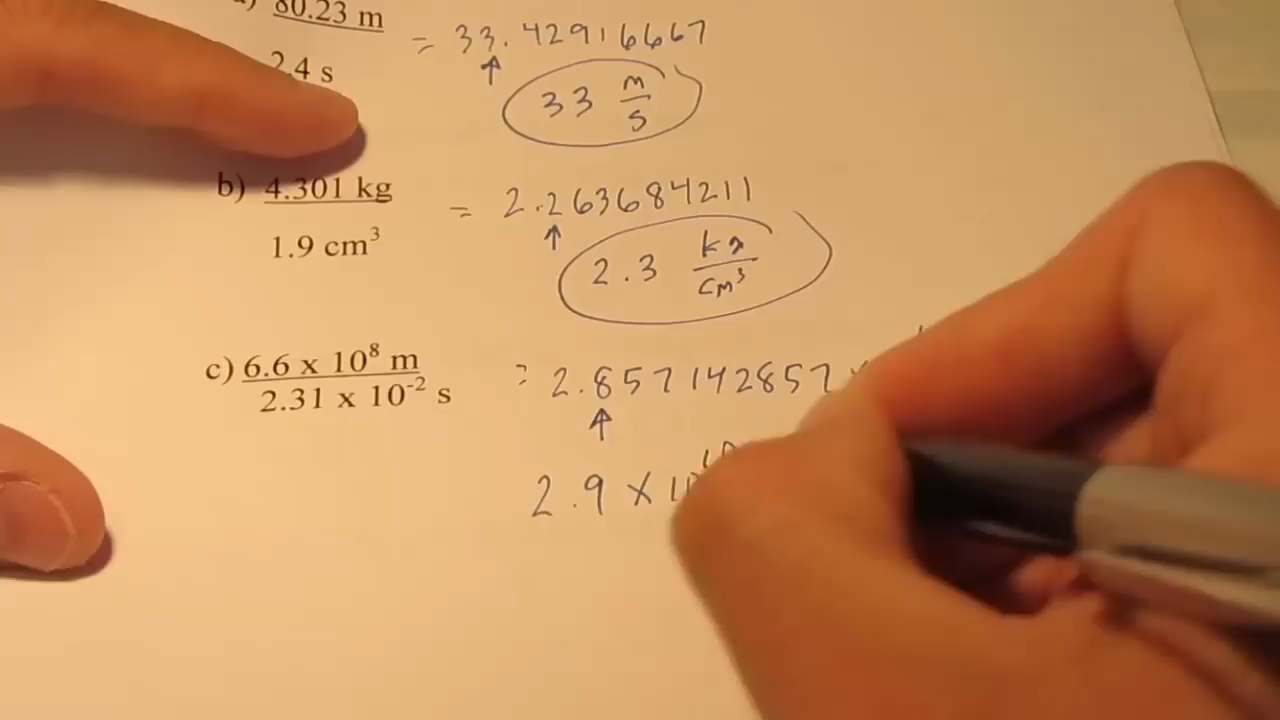 80.23 m = 33.42916667
2.4 s
33 m/s
b) 4.301 kg = 2.263684211
1.9 cm³
2.3 kg/cm³
c) 6.6 x 10⁸ m = 2.857142857
2.31 x 10⁻² s
2.9 x 10